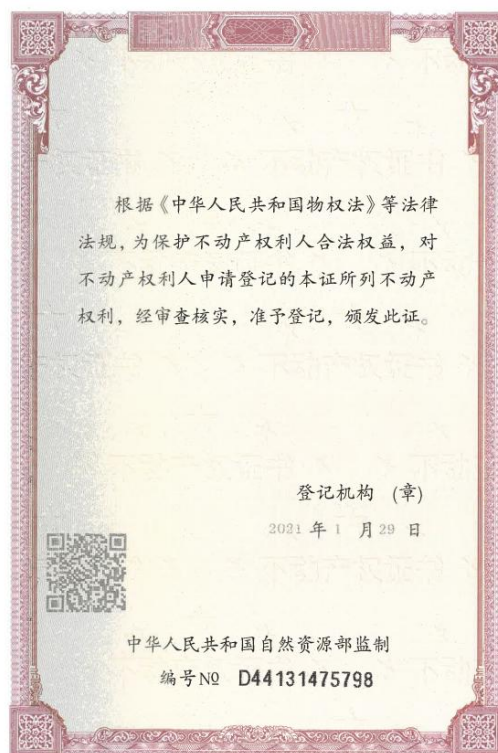 根据《中华人民共和国物权法》等法律
法规，为保护不动产权利人合法权益，对
不动产权利人申请登记的本证所列不动产
权利，经审查核实，准予登记，颁发此证。
登记机构 (章)
2021 年 1 月 29 日
中华人民共和国自然资源部监制
编号№ D44131475798